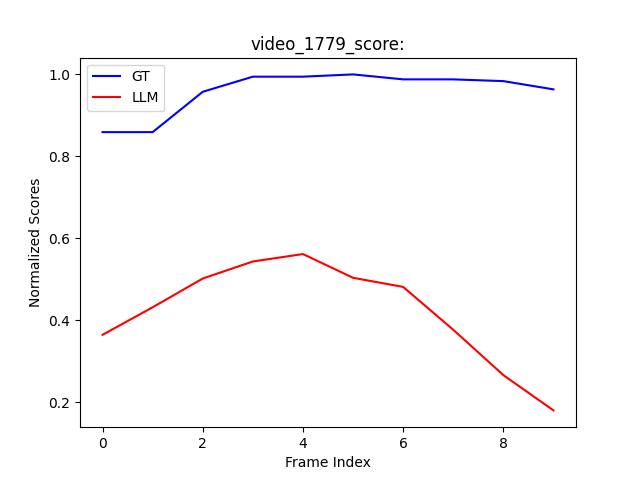 video_1779_score:
GT
LLM
Normalized Scores
1.0
0.8
0.6
0.4
0.2
0 2 4 6 8
Frame Index